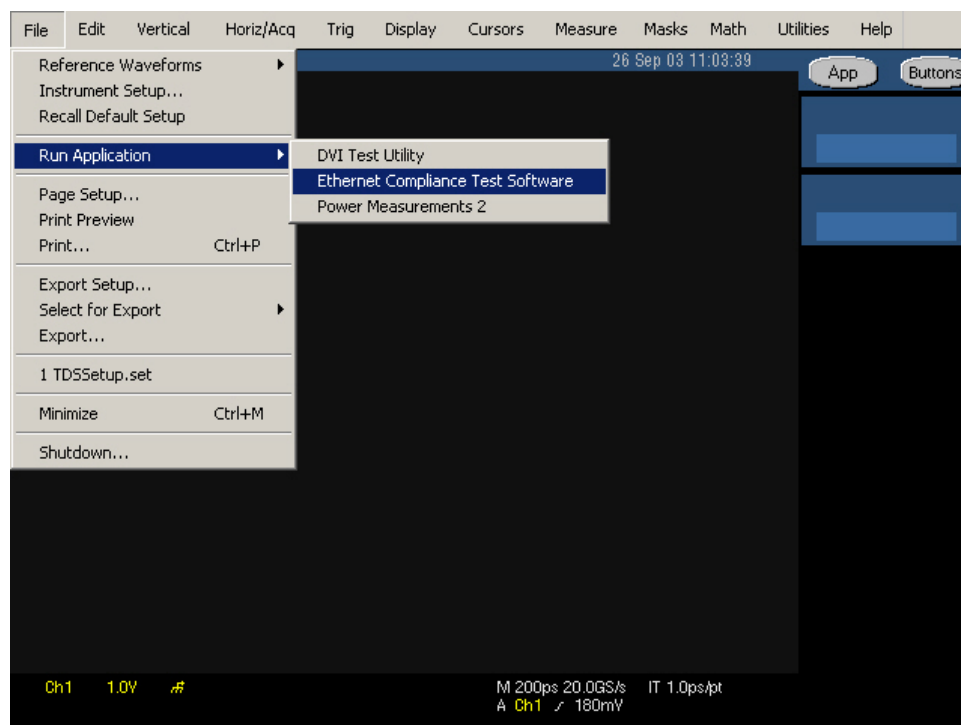 File Edit Vertical Horiz/Acq Trig Display Cursors Measure Masks Math Utilities Help
26 Sep 03 11:03:39
App Buttons
Reference Waveforms
Instrument Setup...
Recall Default Setup
Run Application
DVI Test Utility
Ethernet Compliance Test Software
Power Measurements 2
Page Setup...
Print Preview
Print... Ctrl+P
Export Setup...
Select for Export
Export...
1 TDSSetup.set
Minimize Ctrl+M
Shutdown...
Ch1 1.0V
M 200ps 20.0GS/s IT 1.0ps/pt
A Ch1 180mV